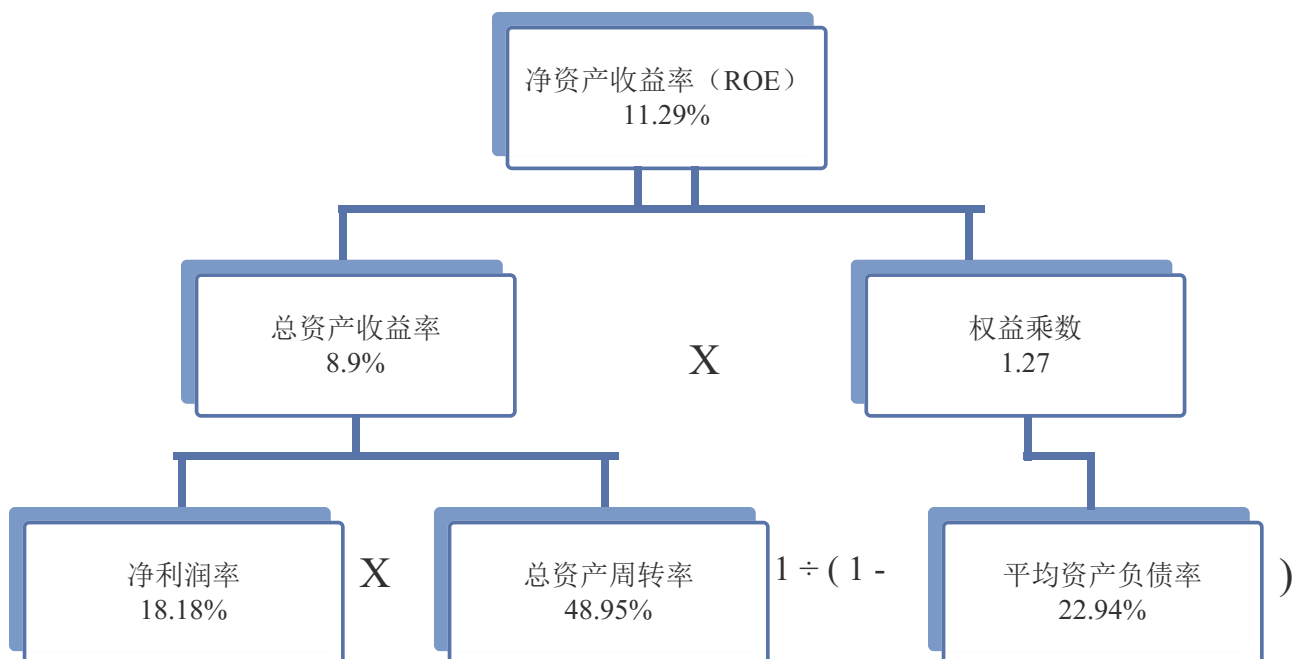 净资产收益率（ROE）
11.29%
总资产收益率
8.9%
X
权益乘数
1.27
净利润率
18.18%
X
总资产周转率
48.95%
1 ÷ ( 1 -
平均资产负债率
22.94%
)